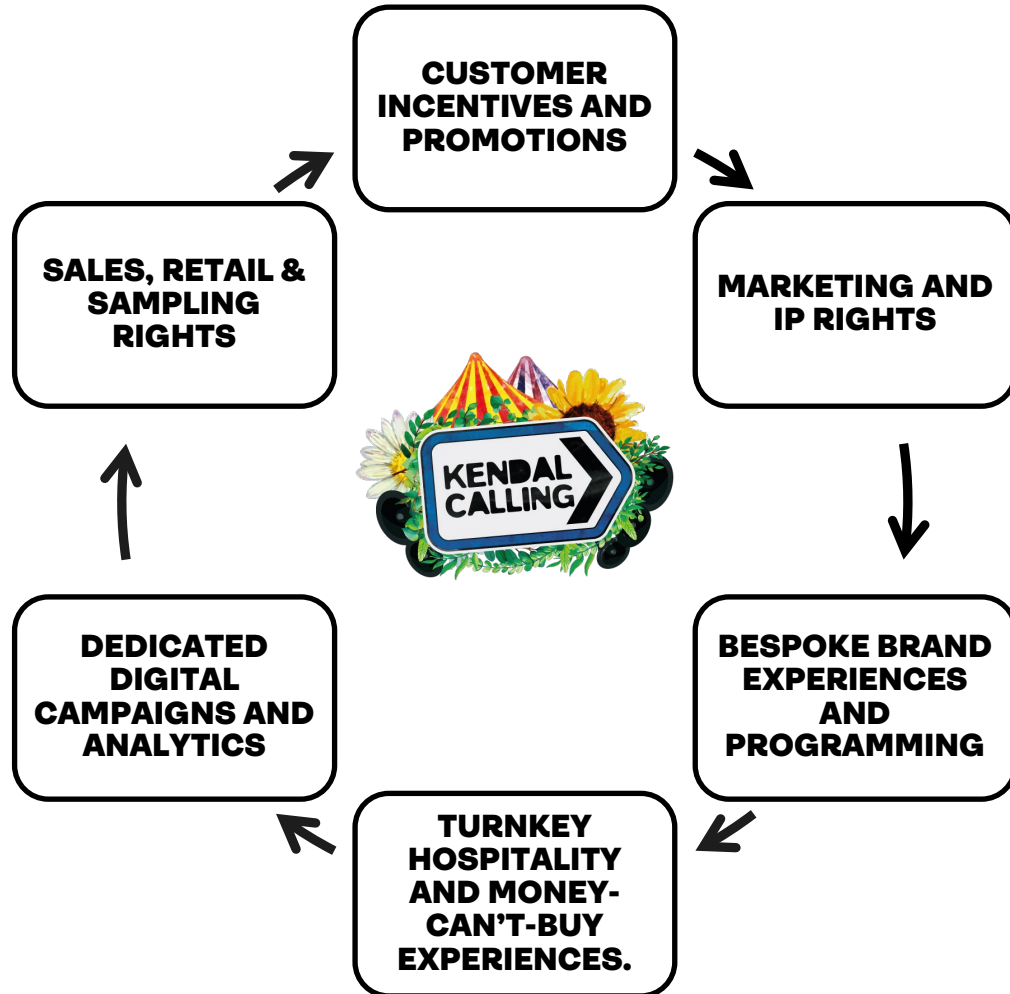 CUSTOMER
INCENTIVES AND
PROMOTIONS
SALES, RETAIL &
SAMPLING
RIGHTS
MARKETING AND
IP RIGHTS
KENDAL
CALLING
DEDICATED
DIGITAL
CAMPAIGNS AND
ANALYTICS
BESPOKE BRAND
EXPERIENCES
AND
PROGRAMMING
TURNKEY
HOSPITALITY
AND MONEY-
CAN’T-BUY
EXPERIENCES.